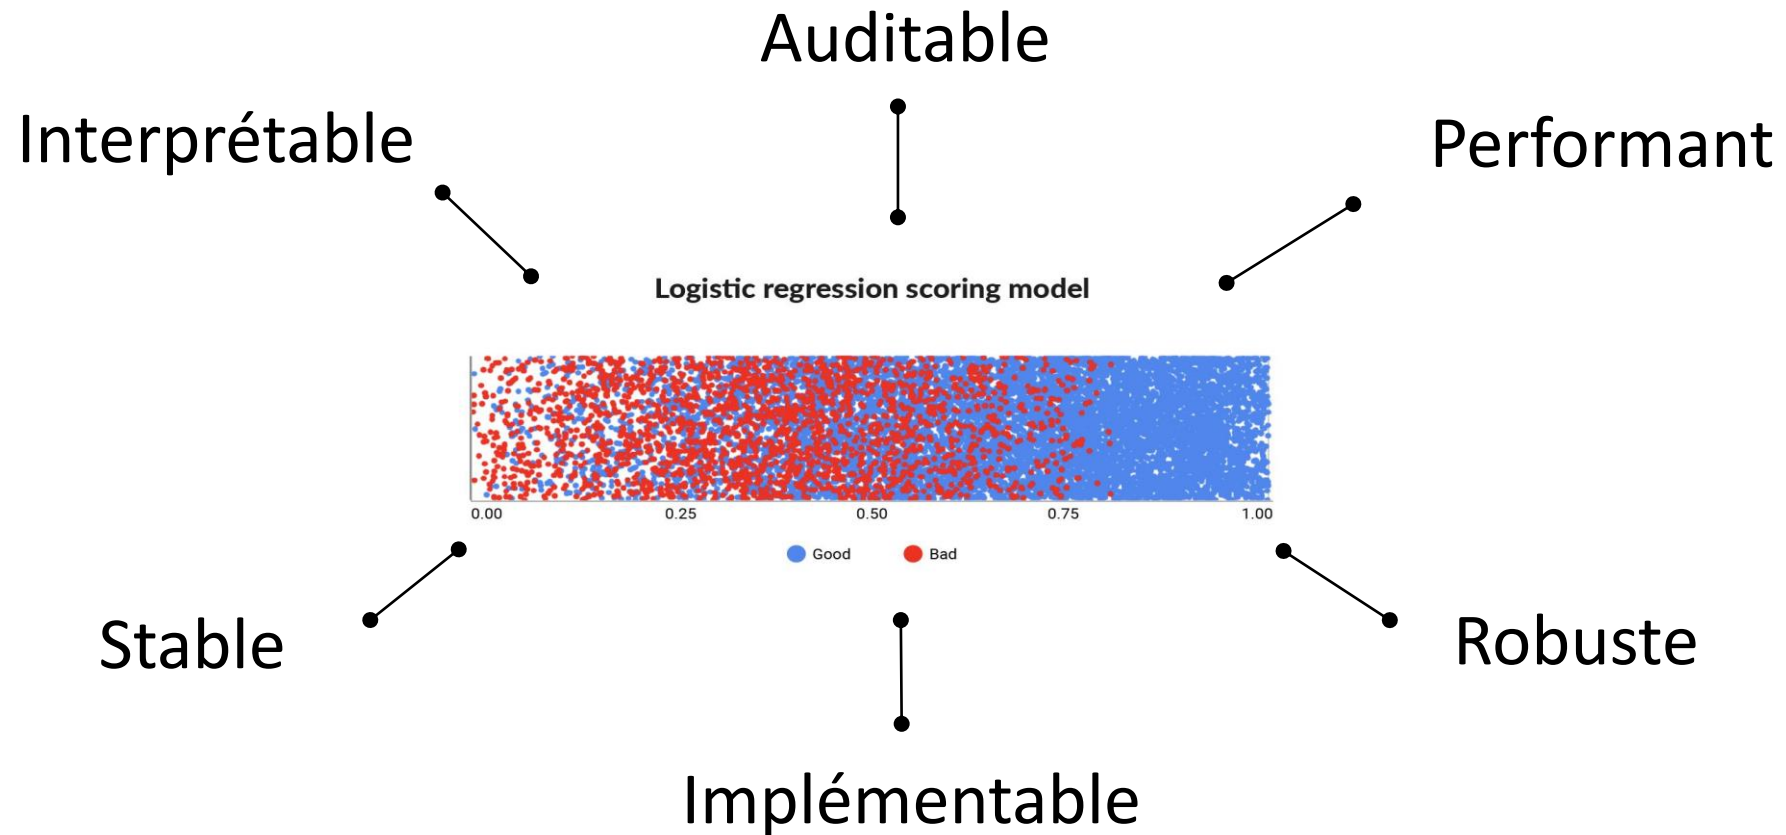 Auditable
Interprétable
Performant
Logistic regression scoring model
0.00 0.25 0.50 0.75 1.00
Good Bad
Stable
Robuste
Implémentable